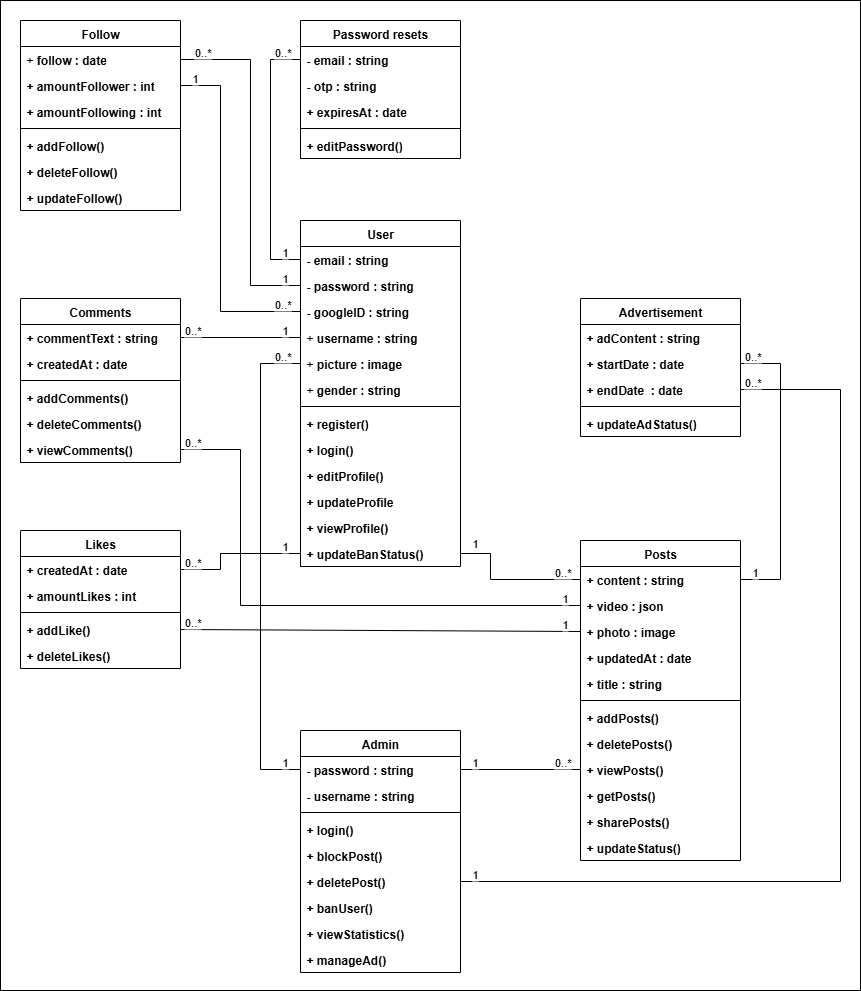 Follow
+ follow : date
+ amountFollower : int
+ amountFollowing : int
+ addFollow()
+ deleteFollow()
+ updateFollow()
0..*
1
Password resets
- email : string
- otp : string
+ expiresAt : date
+ editPassword()
0..*
User
- email : string
- password : string
- googleID : string
+ username : string
+ picture : image
+ gender : string
+ register()
+ login()
+ editProfile()
+ updateProfile
+ viewProfile()
+ updateBanStatus()
1
1
0..*
1
0..*
1
1
Comments
+ commentText : string
+ createdAt : date
+ addComments()
+ deleteComments()
+ viewComments()
0..*
0..*
Advertisement
+ adContent : string
+ startDate : date
+ endDate  : date
+ updateAdStatus()
0..*
0..*
Likes
+ createdAt : date
+ amountLikes : int
+ addLike()
+ deleteLikes()
0..*
0..*
Posts
+ content : string
+ video : json
+ photo : image
+ updatedAt : date
+ title : string
+ addPosts()
+ deletePosts()
+ viewPosts()
+ getPosts()
+ sharePosts()
+ updateStatus()
0..*
1
1
1
0..*
Admin
- password : string
- username : string
+ login()
+ blockPost()
+ deletePost()
+ banUser()
+ viewStatistics()
+ manageAd()
1
1
1